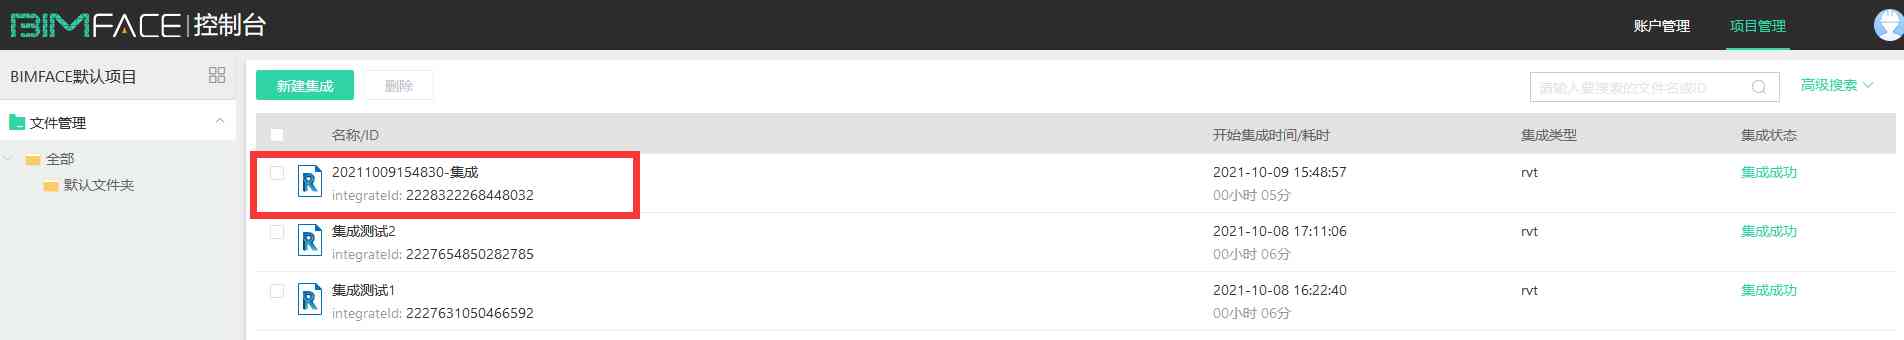 BIMFACE | 控制台
账户管理 项目管理
BIMFACE默认项目
新建集成 删除 请输入要搜索的文件名或ID 高级搜索
文件管理
全部
默认文件夹
名称/ID 开始集成时间/耗时 集成类型 集成状态
20211009154830-集成 2021-10-09 15:48:57 rvt 集成成功
integrateId: 2228322268448032 00小时 05分
集成测试2 2021-10-08 17:11:06 rvt 集成成功
integrateId: 2227654850282785 00小时 06分
集成测试1 2021-10-08 16:22:40 rvt 集成成功
integrateId: 2227631050466592 00小时 06分